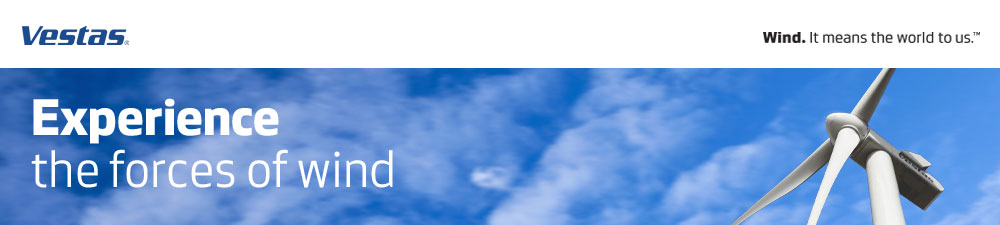 Vestas®
Wind. It means the world to us.™
Experience
the forces of wind